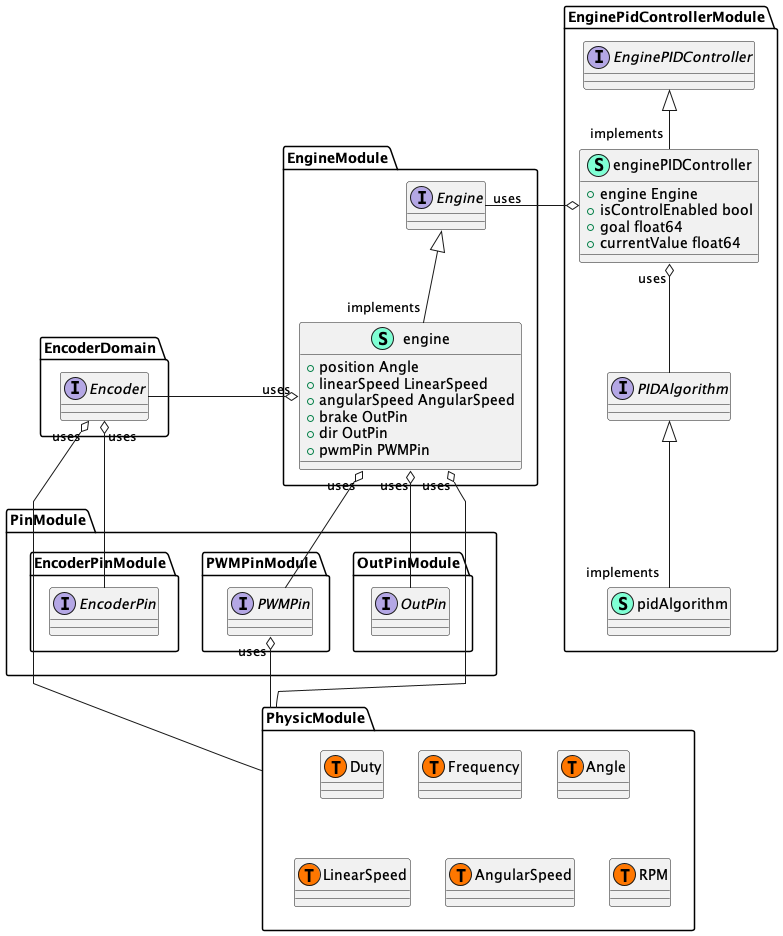 EnginePidControllerModule
I EnginePIDController
implements
S enginePIDController
engine Engine
isControlEnabled bool
goal float64
currentValue float64
uses
I PIDAlgorithm
implements
S pidAlgorithm
EngineModule
I Engine
uses
implements
S engine
position Angle
linearSpeed LinearSpeed
angularSpeed AngularSpeed
brake OutPin
dir OutPin
pwmPin PWMPin
uses
uses
uses
uses
EncoderDomain
I Encoder
uses
uses
PinModule
EncoderPinModule
I EncoderPin
PWMPinModule
I PWMPin
uses
OutPinModule
I OutPin
PhysicModule
T Duty
T Frequency
T Angle
T LinearSpeed
T AngularSpeed
T RPM